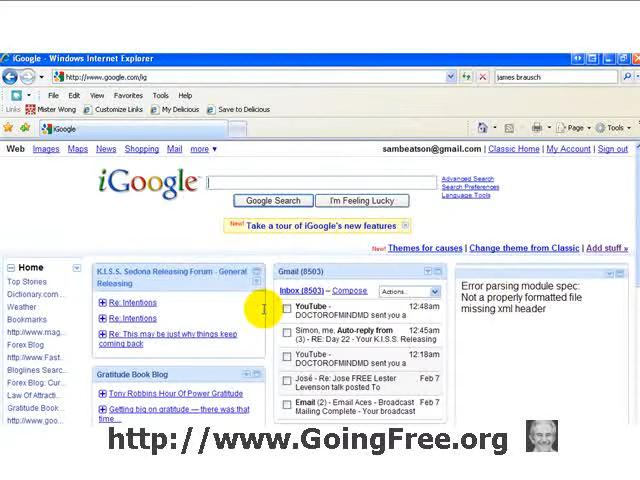 iGoogle - Windows Internet Explorer
http://www.google.com/ig
james brausch
File Edit View Favorites Tools Help
Links Mister Wong Customize Links My Delicious Save to Delicious
iGoogle
Page Tools
Web Images Maps News Shopping Mail more ▼
sambeatson@gmail.com | Classic Home | My Account | Sign out
iGoogle™
Advanced Search
Search Preferences
Language Tools
Google Search I'm Feeling Lucky
New! Take a tour of iGoogle's new features
New! Themes for causes | Change theme from Classic | Add stuff »
Home
Top Stories
Dictionary.com ...
Weather
Bookmarks
http://www.mag...
Forex Blog
http://www.Fast...
Bloglines Searc...
Forex Blog: Cur...
Law Of Attracti...
Gratitude Book ...
http://www.goo...
K.I.S.S. Sedona Releasing Forum - General
Releasing
Re: Intentions
Re: Intentions
Re: This may be just why things keep
coming back
Gratitude Book Blog
Tony Robbins Hour Of Power Gratitude
Getting big on gratitude — there was that
time...
Gmail (8503)
Inbox (8503) - Compose
Actions...
YouTube - 12:48am
DOCTOROFMINDMD sent you a
Simon, me, Auto-reply from 12:45am
(3) - RE: Day 22 - Your K.I.S.S. Releasing
YouTube - 12:18am
DOCTOROFMINDMD sent you a
José - Re: Jose FREE Lester Feb 7
Levenson talk posted To
Email (2) - Email Aces - Broadcast Feb 7
Mailing Complete - Your broadcast
Error parsing module spec:
Not a properly formatted file
missing xml header
http://www.GoingFree.org